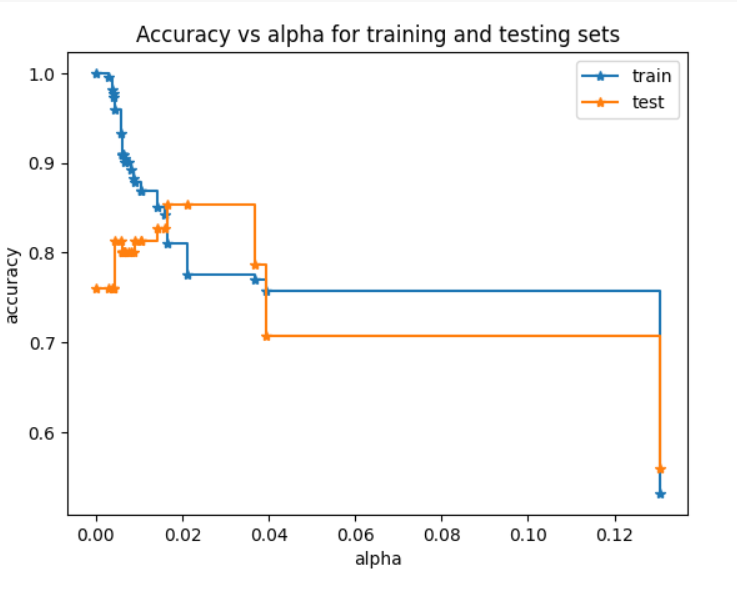 Accuracy vs alpha for training and testing sets
train
test
1.0
0.9
0.8
0.7
0.6
accuracy
0.00 0.02 0.04 0.06 0.08 0.10 0.12
alpha